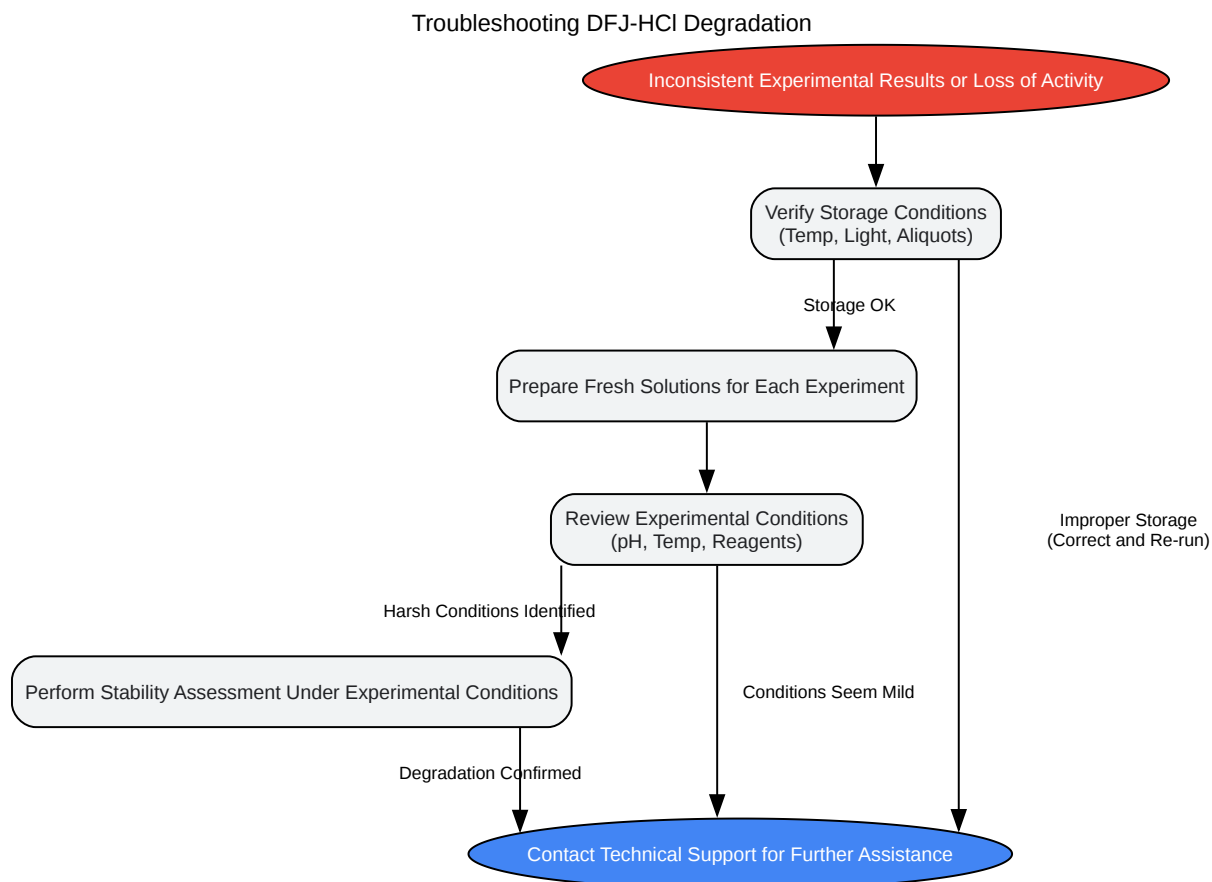 Troubleshooting DFJ-HCl Degradation
Inconsistent Experimental Results or Loss of Activity
Verify Storage Conditions
(Temp, Light, Aliquots)
Storage OK
Prepare Fresh Solutions for Each Experiment
Review Experimental Conditions
(pH, Temp, Reagents)
Improper Storage
(Correct and Re-run)
Harsh Conditions Identified
Perform Stability Assessment Under Experimental Conditions
Conditions Seem Mild
Degradation Confirmed
Contact Technical Support for Further Assistance